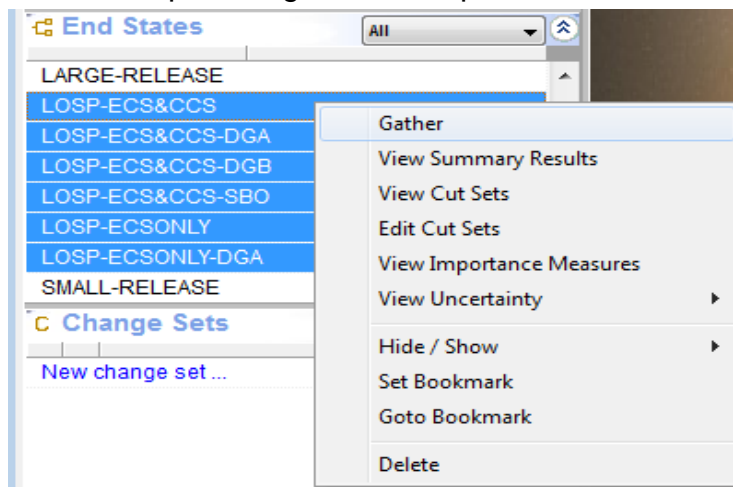 End States
All
LARGE-RELEASE
LOSP-ECS&CCS
LOSP-ECS&CCS-DGA
LOSP-ECS&CCS-DGB
LOSP-ECS&CCS-SBO
LOSP-ECSONLY
LOSP-ECSONLY-DGA
SMALL-RELEASE
C Change Sets
New change set ...
Gather
View Summary Results
View Cut Sets
Edit Cut Sets
View Importance Measures
View Uncertainty
Hide / Show
Set Bookmark
Goto Bookmark
Delete